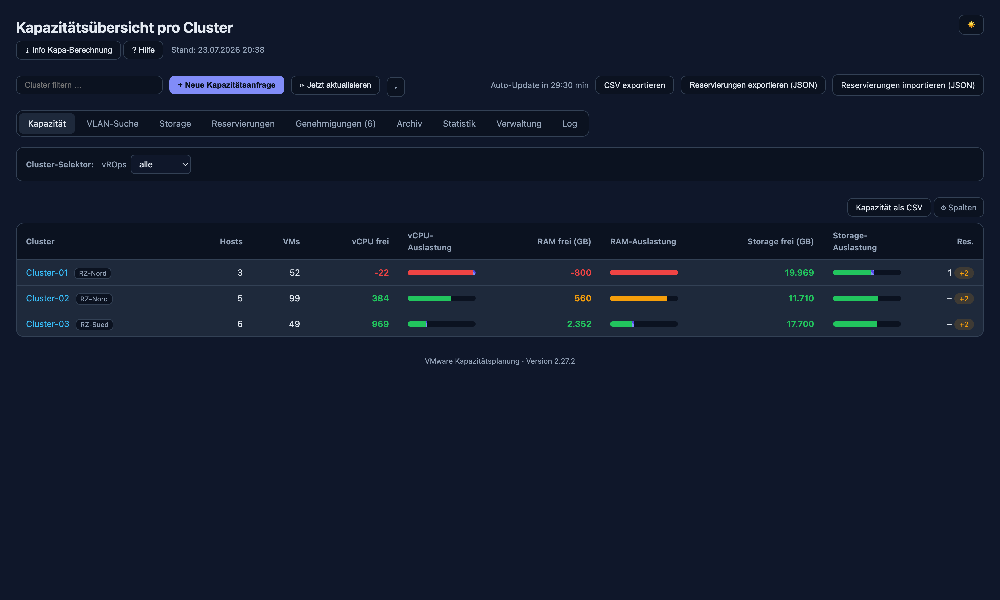 Kapazitätsübersicht pro Cluster
ℹ Info Kapa-Berechnung ? Hilfe Stand: 23.07.2026 20:38
Cluster filtern … + Neue Kapazitätsanfrage ⟳ Jetzt aktualisieren ▾ Auto-Update in 29:30 min CSV exportieren Reservierungen exportieren (JSON) Reservierungen importieren (JSON)
Kapazität VLAN-Suche Storage Reservierungen Genehmigungen (6) Archiv Statistik Verwaltung Log
Cluster-Selektor: vROps alle
Kapazität als CSV ⚙ Spalten
Cluster Hosts VMs vCPU frei vCPU-Auslastung RAM frei (GB) RAM-Auslastung Storage frei (GB) Storage-Auslastung Res.
Cluster-01 RZ-Nord 3 52 -22 -800 19.969 1 +2
Cluster-02 RZ-Nord 5 99 384 560 11.710 – +2
Cluster-03 RZ-Sued 6 49 969 2.352 17.700 – +2
VMware Kapazitätsplanung · Version 2.27.2